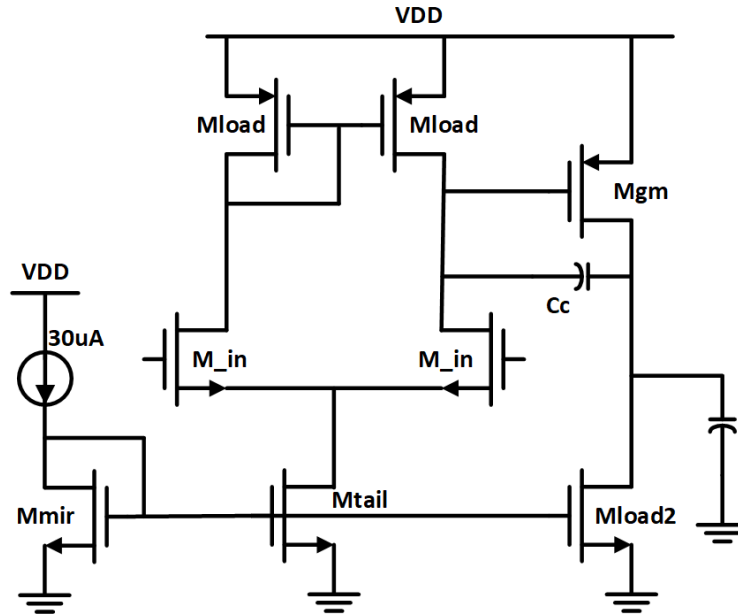 VDD
Mload
Mload
Mgm
VDD
Cc
30uA
M_in
M_in
Mmir
Mtail
Mload2